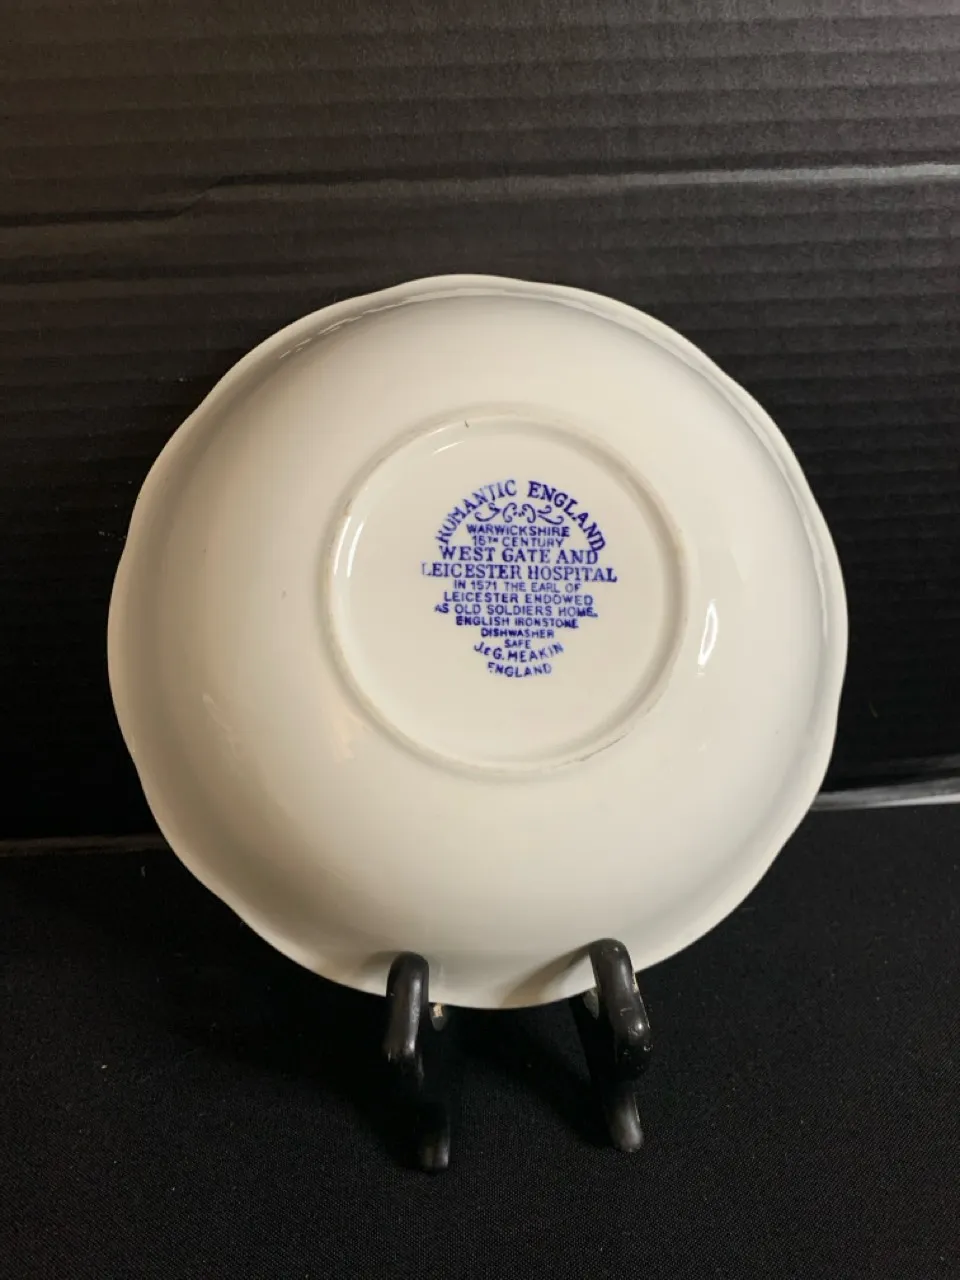 ROMANTIC ENGLAND
WARWICKSHIRE
16TH CENTURY
WEST GATE AND
LEICESTER HOSPITAL
IN 1571 THE EARL OF
LEICESTER ENDOWED
AS OLD SOLDIERS HOME.
ENGLISH IRONSTONE
DISHWASHER
SAFE
J.&G. MEAKIN
ENGLAND